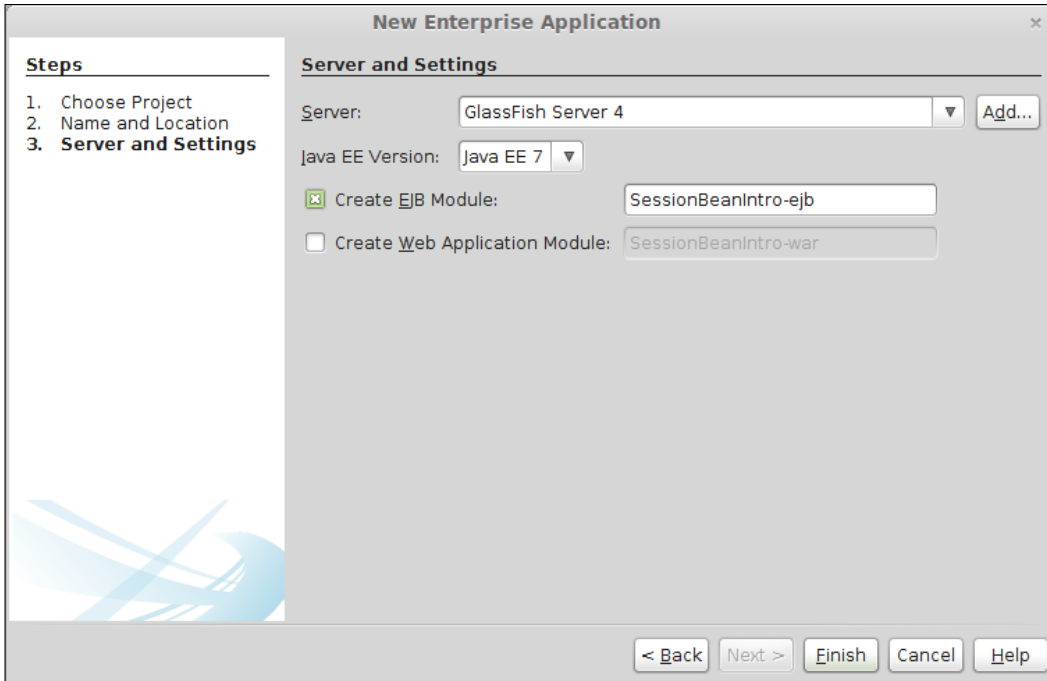 New Enterprise Application
Steps
1. Choose Project
2. Name and Location
3. Server and Settings
Server and Settings
Server: GlassFish Server 4 Add...
Java EE Version: Java EE 7
Create EJB Module: SessionBeanIntro-ejb
Create Web Application Module: SessionBeanIntro-war
< Back Next > Finish Cancel Help